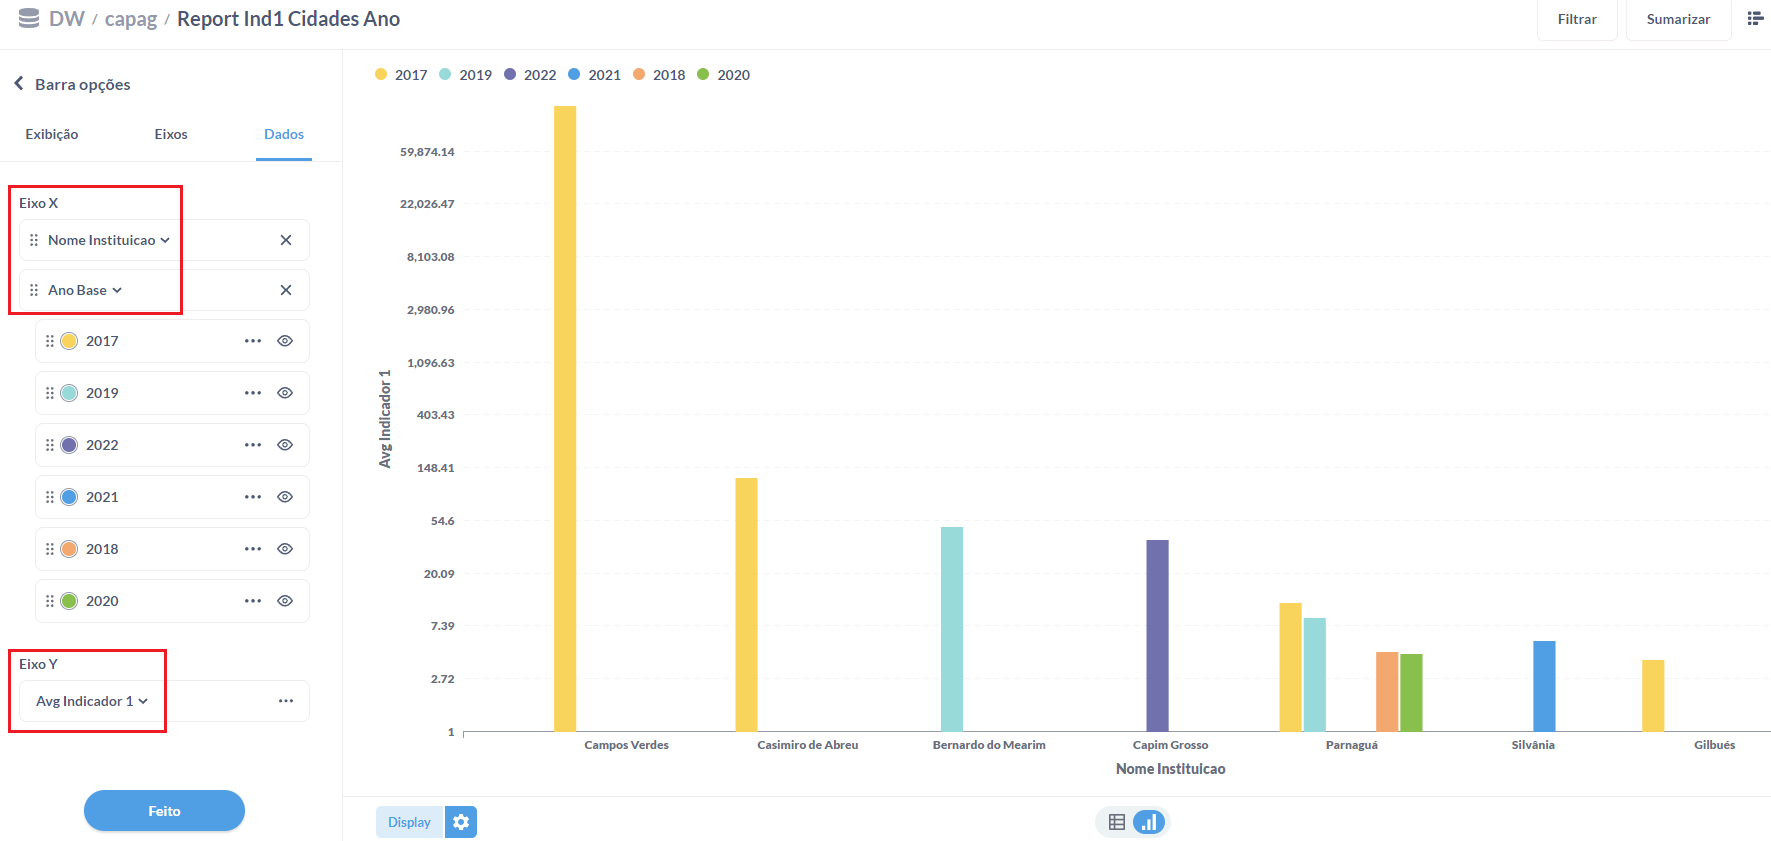 DW / capag / Report Ind1 Cidades Ano
Filtrar
Sumarizar
Barra opções
Exibição
Eixos
Dados
Eixo X
Nome Instituicao
Ano Base
2017
2019
2022
2021
2018
2020
Eixo Y
Avg Indicador 1
Feito
2017 2019 2022 2021 2018 2020
59,874.14
22,026.47
8,103.08
2,980.96
1,096.63
403.43
148.41
54.6
20.09
7.39
2.72
1
Avg Indicador 1
Campos Verdes
Casimiro de Abreu
Bernardo do Mearim
Capim Grosso
Parnaguá
Silvânia
Gilbués
Nome Instituicao
Display